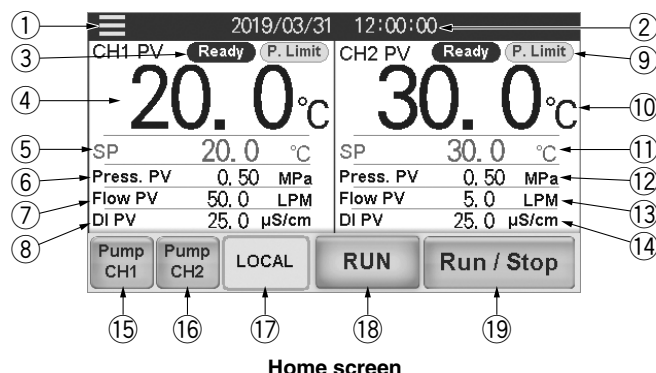 ① 2019/03/31 12:00:00 ②
③ CH1 PV Ready P. Limit CH2 PV Ready P. Limit ⑨
④ 20. 0 °C 30. 0 °C ⑩
⑤ SP 20. 0 °C SP 30. 0 °C ⑪
⑥ Press. PV 0. 50 MPa Press. PV 0. 50 MPa ⑫
⑦ Flow PV 50. 0 LPM Flow PV 5. 0 LPM ⑬
⑧ DI PV 25. 0 μS/cm DI PV 25. 0 μS/cm ⑭
Pump CH1 Pump CH2 LOCAL RUN Run / Stop
⑮ ⑯ ⑰ ⑱ ⑲
Home screen